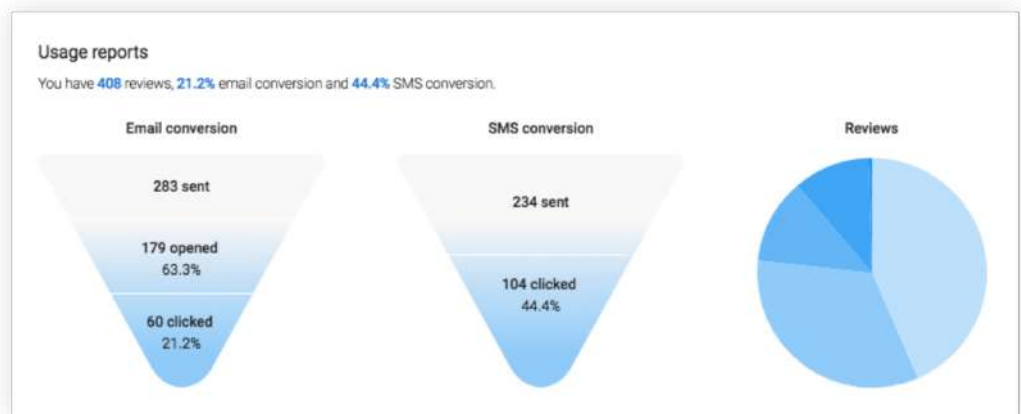 Usage reports
You have 408 reviews, 21.2% email conversion and 44.4% SMS conversion.
Email conversion
283 sent
179 opened
63.3%
60 clicked
21.2%
SMS conversion
234 sent
104 clicked
44.4%
Reviews